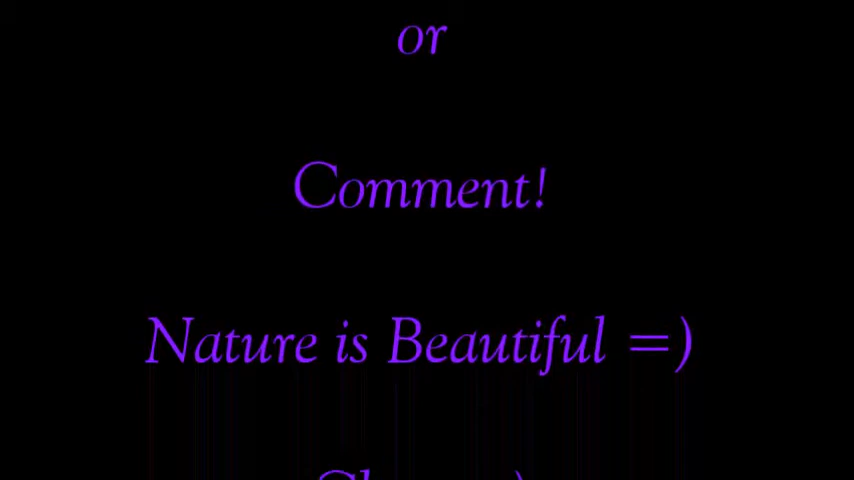 or
Comment!
Nature is Beautiful =)